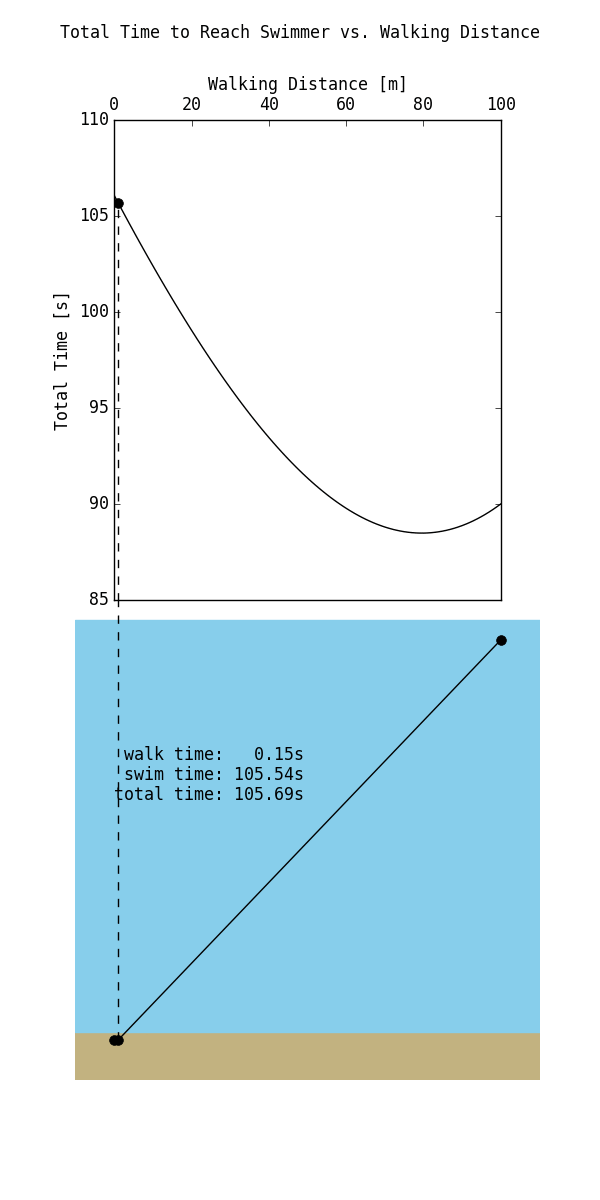 Total Time to Reach Swimmer vs. Walking Distance
Walking Distance [m]
0 20 40 60 80 100
110
105
100
95
90
85
Total Time [s]
walk time:   0.15s
swim time: 105.54s
total time: 105.69s